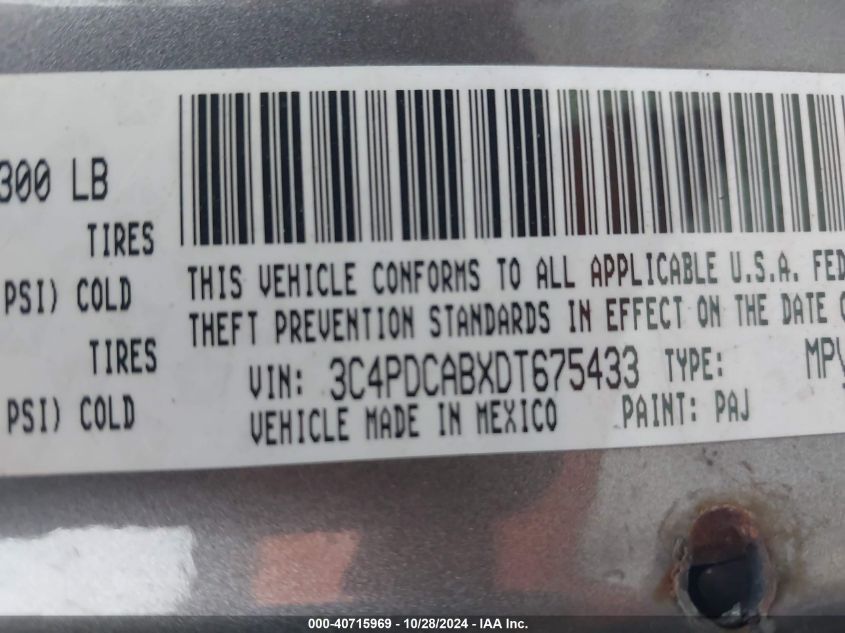 300 LB
TIRES
PSI) COLD
TIRES
PSI) COLD
THIS VEHICLE CONFORMS TO ALL APPLICABLE U.S.A. FED
THEFT PREVENTION STANDARDS IN EFFECT ON THE DATE
VIN: 3C4PDCABXDT675433 TYPE: MPV
VEHICLE MADE IN MEXICO PAINT: PAJ
000-40715969 | 10/28/2024 - IAA Inc.